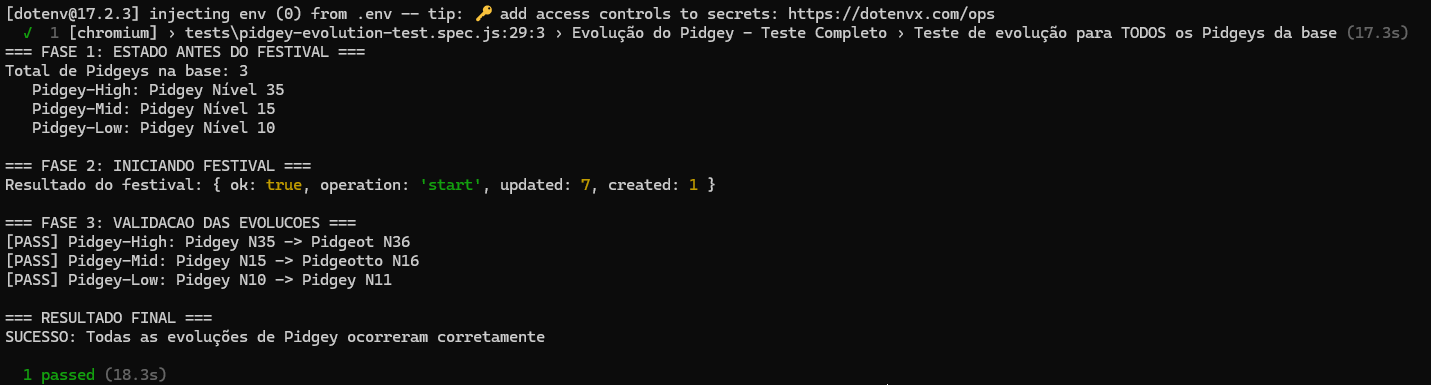 [dotenv@17.2.3] injecting env (0) from .env -- tip: 🔑 add access controls to secrets: https://dotenvx.com/ops
✓ 1 [chromium] › tests\pidgey-evolution-test.spec.js:29:3 › Evolução do Pidgey - Teste Completo › Teste de evolução para TODOS os Pidgeys da base (17.3s)
=== FASE 1: ESTADO ANTES DO FESTIVAL ===
Total de Pidgeys na base: 3
Pidgey-High: Pidgey Nível 35
Pidgey-Mid: Pidgey Nível 15
Pidgey-Low: Pidgey Nível 10
=== FASE 2: INICIANDO FESTIVAL ===
Resultado do festival: { ok: true, operation: 'start', updated: 7, created: 1 }
=== FASE 3: VALIDACAO DAS EVOLUCOES ===
[PASS] Pidgey-High: Pidgey N35 -> Pidgeot N36
[PASS] Pidgey-Mid: Pidgey N15 -> Pidgeotto N16
[PASS] Pidgey-Low: Pidgey N10 -> Pidgey N11
=== RESULTADO FINAL ===
SUCESSO: Todas as evoluções de Pidgey ocorreram corretamente
1 passed (18.3s)